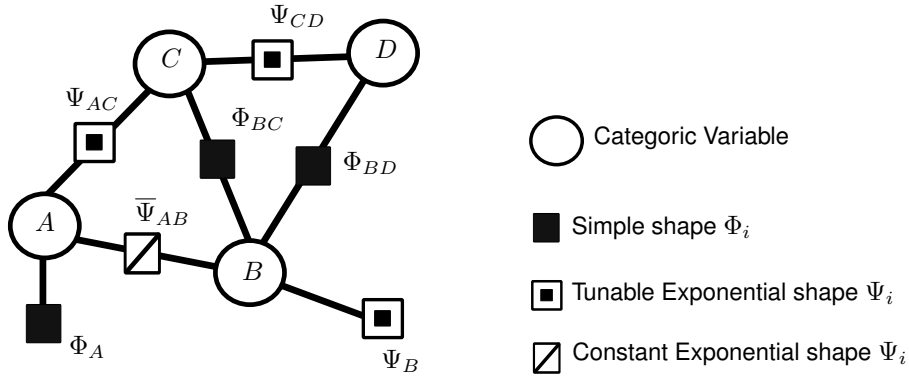 Ψ_CD
C
D
Ψ_AC
Φ_BC
Categoric Variable
Φ_BD
A
Ψ̅_AB
Simple shape Φ_i
B
Tunable Exponential shape Ψ_i
Φ_A
Ψ_B
Constant Exponential shape Ψ_i